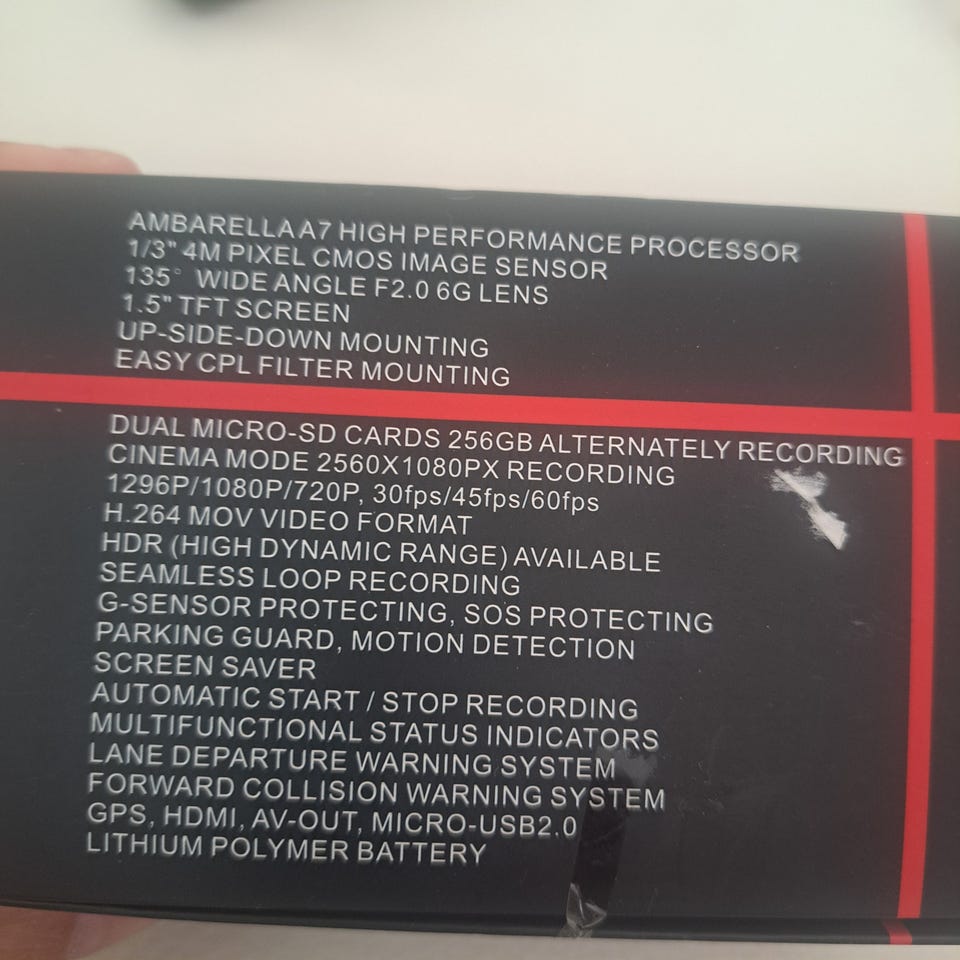 AMBARELLA A7 HIGH PERFORMANCE PROCESSOR
1/3" 4M PIXEL CMOS IMAGE SENSOR
135° WIDE ANGLE F2.0 6G LENS
1.5" TFT SCREEN
UP-SIDE-DOWN MOUNTING
EASY CPL FILTER MOUNTING
DUAL MICRO-SD CARDS 256GB ALTERNATELY RECORDING
CINEMA MODE 2560X1080PX RECORDING
1296P/1080P/720P, 30fps/45fps/60fps
H.264 MOV VIDEO FORMAT
HDR (HIGH DYNAMIC RANGE) AVAILABLE
SEAMLESS LOOP RECORDING
G-SENSOR PROTECTING, SOS PROTECTING
PARKING GUARD, MOTION DETECTION
SCREEN SAVER
AUTOMATIC START / STOP RECORDING
MULTIFUNCTIONAL STATUS INDICATORS
LANE DEPARTURE WARNING SYSTEM
FORWARD COLLISION WARNING SYSTEM
GPS, HDMI, AV-OUT, MICRO-USB2.0
LITHIUM POLYMER BATTERY